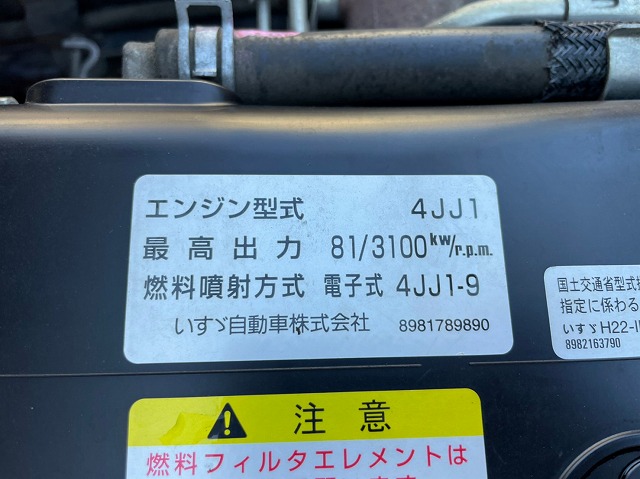 エンジン型式 4JJ1
最高出力 81/3100 kw/r.p.m.
燃料噴射方式 電子式 4JJ1-9
いすゞ自動車株式会社 8981789890
国土交通省型式
指定に係わる
いすゞH22-
8982163790
注意
燃料フィルタエレメントは